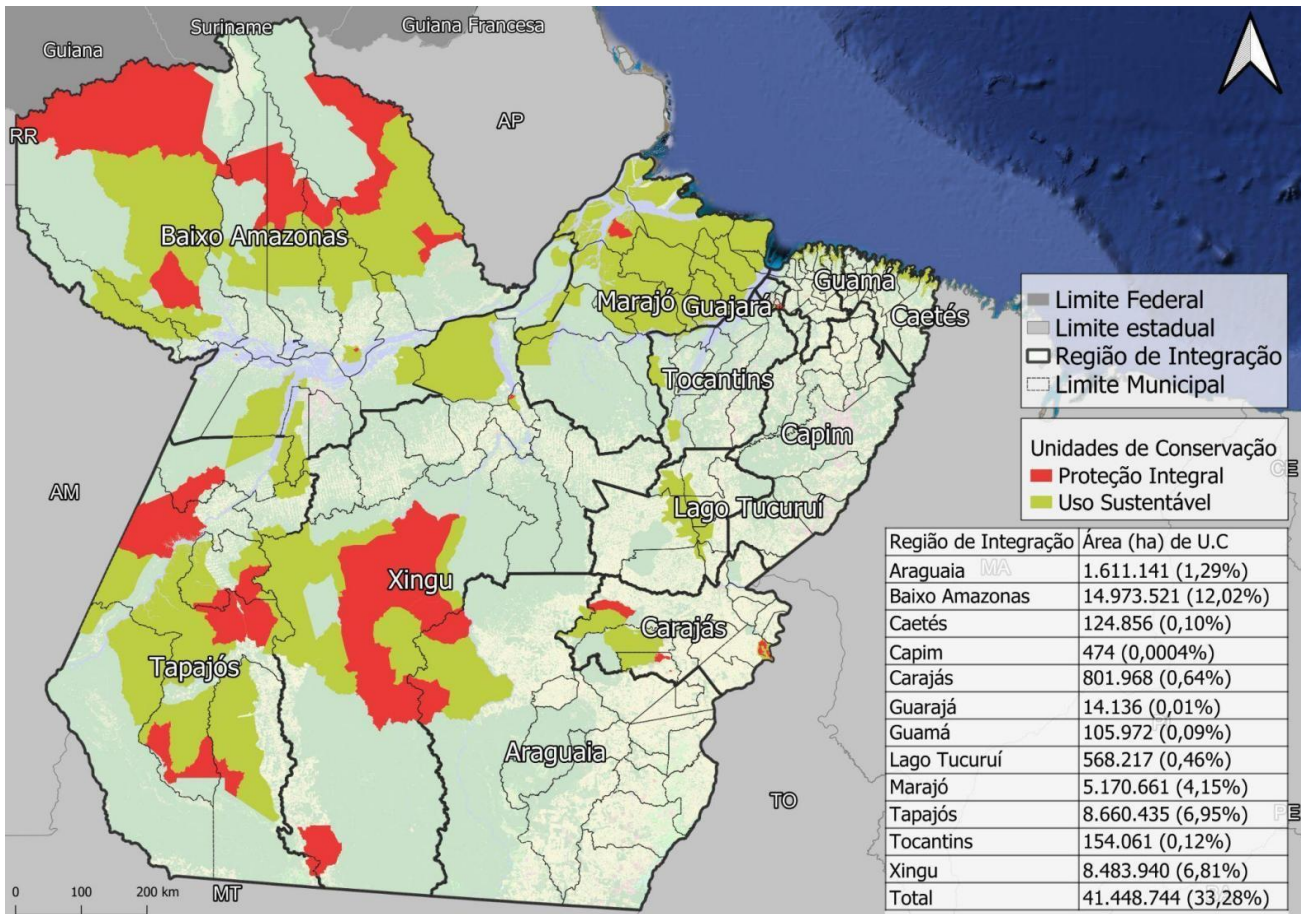 Suriname
Guiana Francesa
Guiana
RR
AP
Baixo Amazonas
Marajó
Guajará
Guamá
Caetés
Tocantins
Capim
AM
Lago Tucuruí
Xingu
Carajás
Tapajós
Araguaia
TO
MT
0 100 200 km
Limite Federal
Limite estadual
Região de Integração
Limite Municipal
Unidades de Conservação
Proteção Integral
Uso Sustentável
CE
Região de Integração Área (ha) de U.C
MA
Araguaia 1.611.141 (1,29%)
Baixo Amazonas 14.973.521 (12,02%)
Caetés 124.856 (0,10%)
Capim 474 (0,0004%)
Carajás 801.968 (0,64%)
Guarajá 14.136 (0,01%)
Guamá 105.972 (0,09%)
Lago Tucuruí 568.217 (0,46%)
Marajó 5.170.661 (4,15%)
Tapajós 8.660.435 (6,95%)
PE
Tocantins 154.061 (0,12%)
Xingu 8.483.940 (6,81%)
Total 41.448.744 (33,28%)